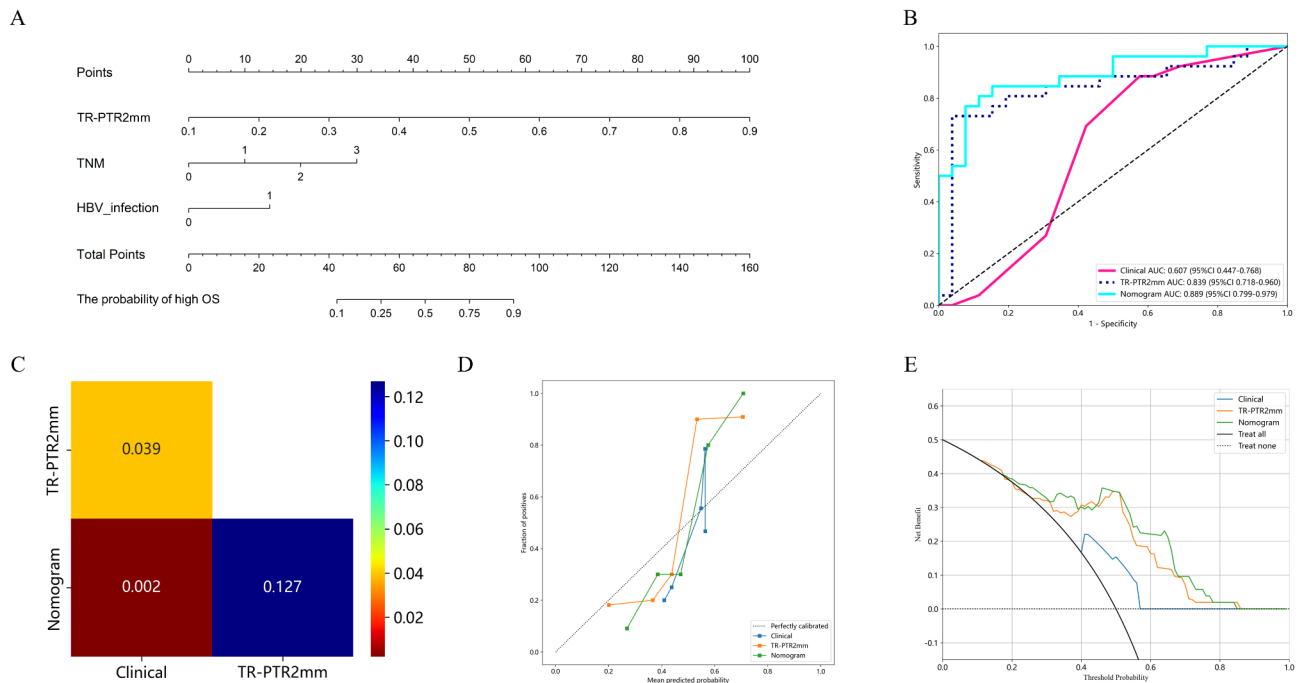 A
Points
0 10 20 30 40 50 60 70 80 90 100
TR-PTR2mm
0.1 0.2 0.3 0.4 0.5 0.6 0.7 0.8 0.9
TNM
1 3
0 2
HBV_infection
1
0
Total Points
0 20 40 60 80 100 120 140 160
The probability of high OS
0.1 0.25 0.5 0.75 0.9
B
1.0
0.8
0.6
0.4
0.2
0.0
Sensitivity
0.0 0.2 0.4 0.6 0.8 1.0
1 - Specificity
Clinical AUC: 0.607 (95%CI 0.447-0.768)
TR-PTR2mm AUC: 0.839 (95%CI 0.718-0.960)
Nomogram AUC: 0.889 (95%CI 0.799-0.979)
C
TR-PTR2mm
Nomogram
0.039
0.002 0.127
Clinical TR-PTR2mm
0.12
0.10
0.08
0.06
0.04
0.02
D
1.0
0.8
0.6
0.4
0.2
0.0
Fraction of positives
0.0 0.2 0.4 0.6 0.8 1.0
Mean predicted probability
Perfectly calibrated
Clinical
TR-PTR2mm
Nomogram
E
0.6
0.5
0.4
0.3
0.2
0.1
0.0
-0.1
Net Benefit
0.0 0.2 0.4 0.6 0.8 1.0
Threshold Probability
Clinical
TR-PTR2mm
Nomogram
Treat all
Treat none